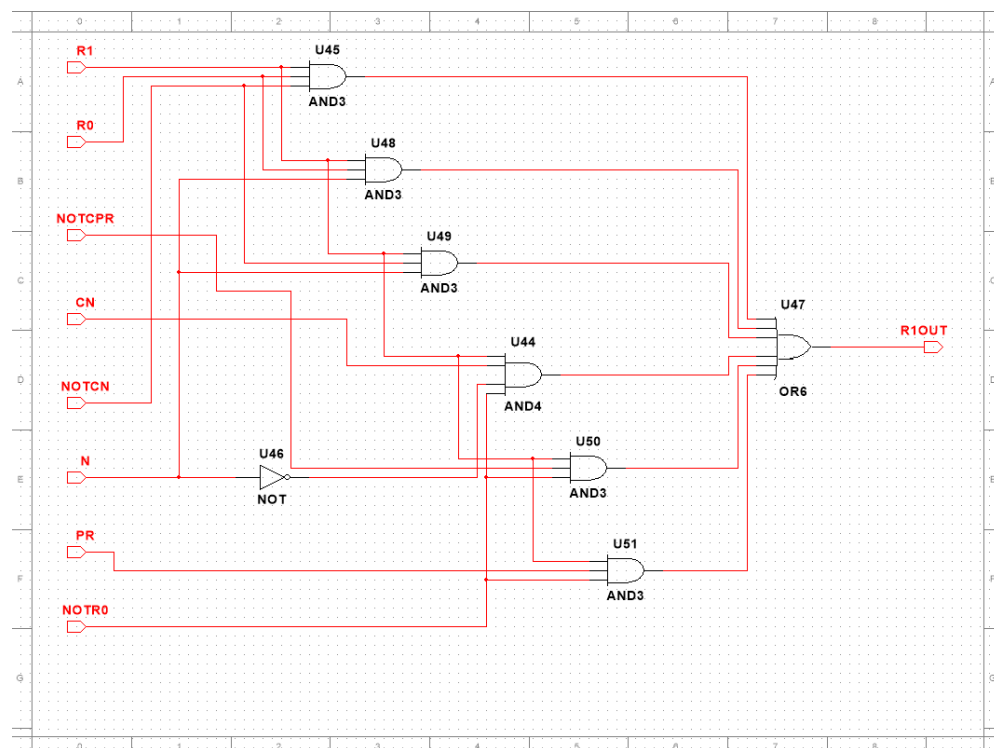 0 1 2 3 4 5 6 7 8
R1
U45
A
A
AND3
R0
U48
B
B
AND3
NOTCPR
U49
C
C
AND3
CN
U47
R1OUT
U44
D
D
OR6
NOTCN
AND4
U50
N
U46
E
E
AND3
NOT
PR
U51
F
F
AND3
NOTR0
G
G
0 1 2 3 4 5 6 7 8